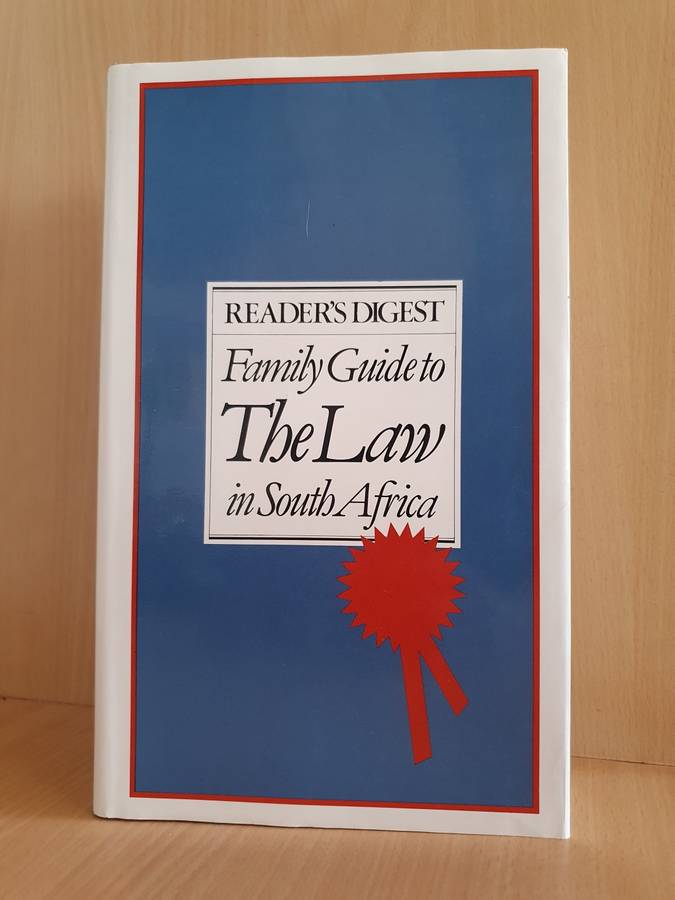 READER'S DIGEST
Family Guide to
The Law
in South Africa